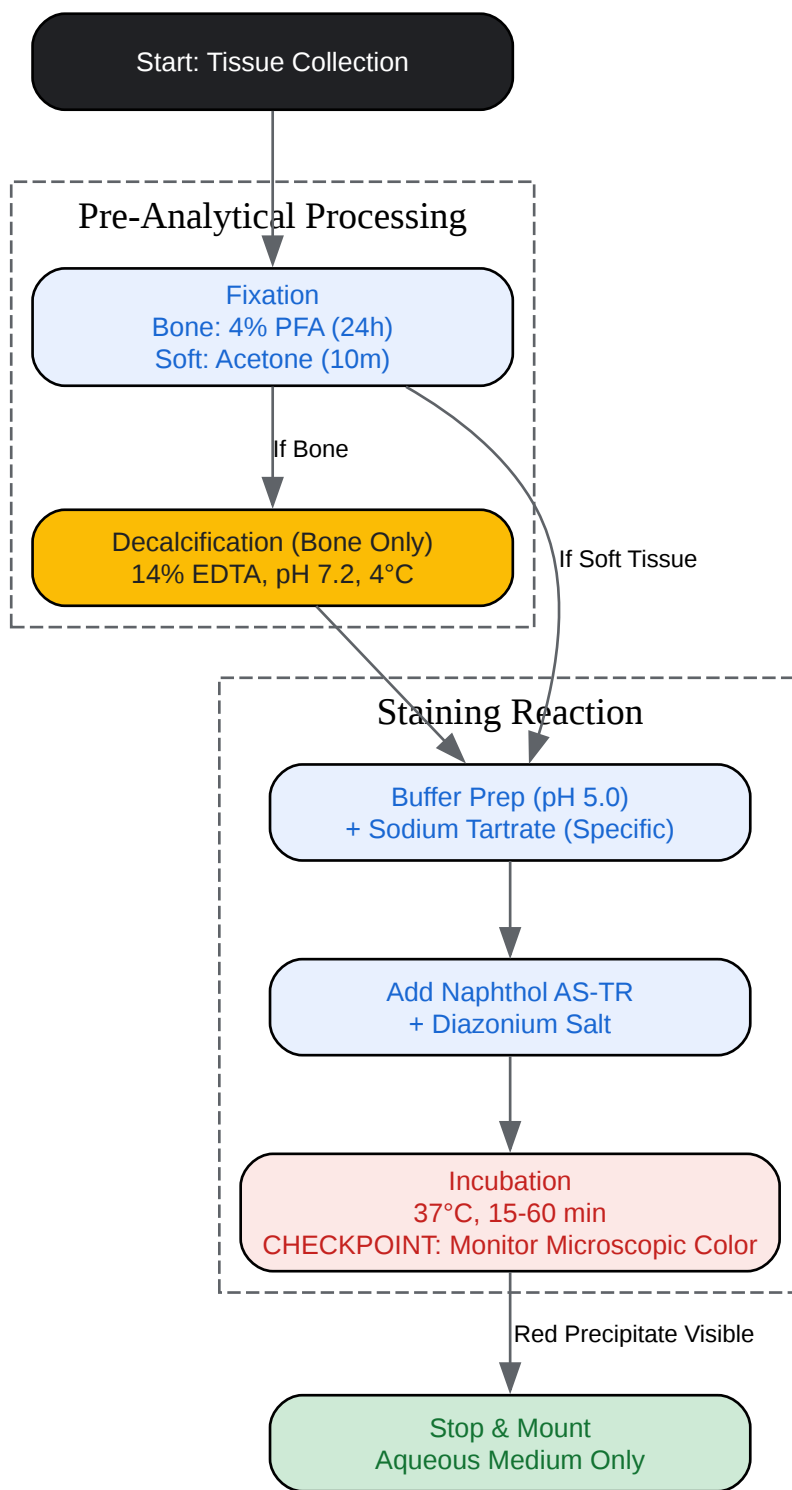 Start: Tissue Collection
Pre-Analytical Processing
Fixation
Bone: 4% PFA (24h)
Soft: Acetone (10m)
If Bone
Decalcification (Bone Only)
14% EDTA, pH 7.2, 4°C
If Soft Tissue
Staining Reaction
Buffer Prep (pH 5.0)
+ Sodium Tartrate (Specific)
Add Naphthol AS-TR
+ Diazonium Salt
Incubation
37°C, 15-60 min
CHECKPOINT: Monitor Microscopic Color
Red Precipitate Visible
Stop & Mount
Aqueous Medium Only